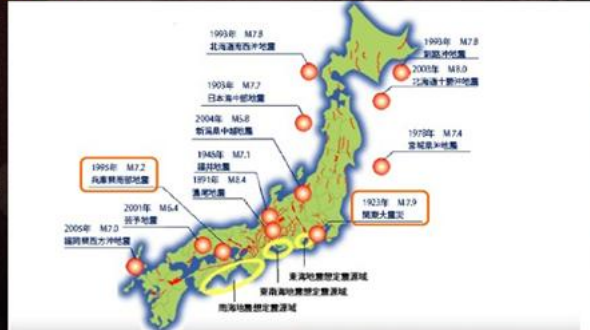 1993年 M7.8
北海道南西沖地震
1993年 M7.8
釧路沖地震
2003年 M8.0
北海道十勝沖地震
M7.7
日本海中部地震
2004年 M6.8
新潟県中越地震
1978年 M7.4
宮城県沖地震
1948年 M7.1
福井地震
1891年 M8.4
濃尾地震
1995年 M7.2
兵庫県南部地震
1923年 M7.9
関東大震災
2001年 M6.4
芸予地震
2005年 M7.0
福岡県西方沖地震
東海地震想定震源域
東南海地震想定震源域
南海地震想定震源域